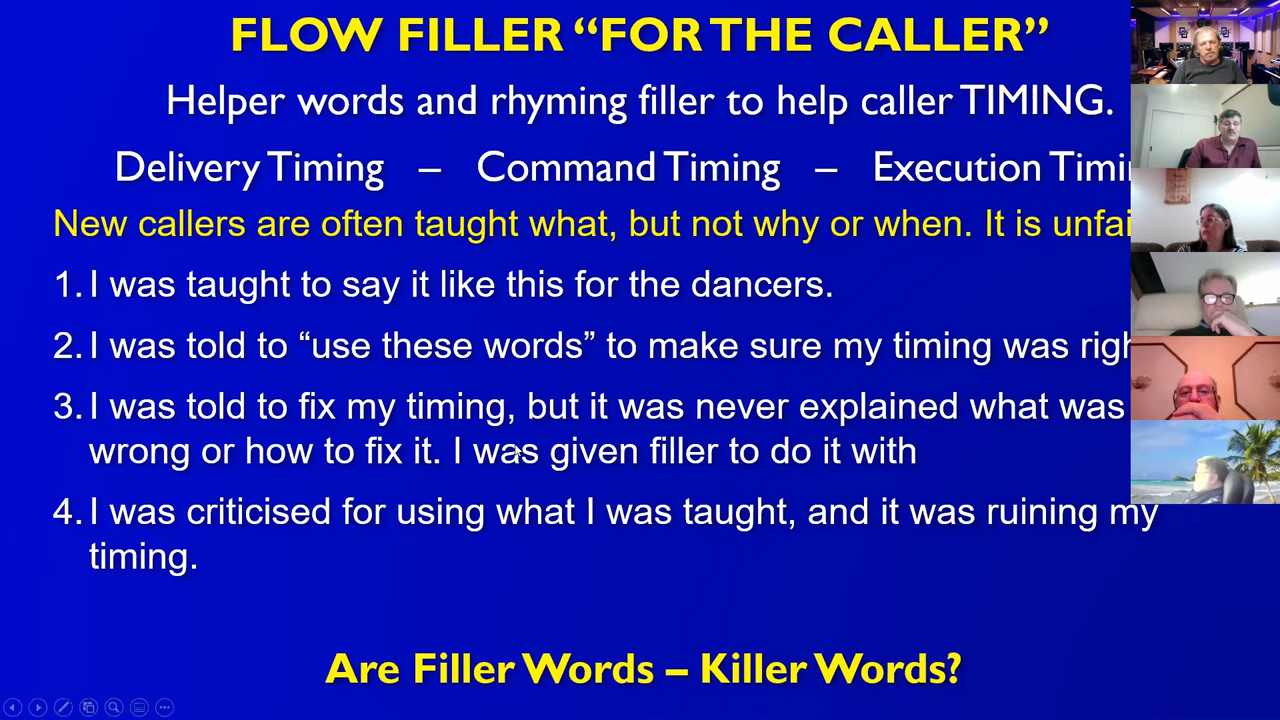 FLOW FILLER “FOR THE CALLER”
Helper words and rhyming filler to help caller TIMING.
Delivery Timing – Command Timing – Execution Timin
New callers are often taught what, but not why or when. It is unfai
1. I was taught to say it like this for the dancers.
2. I was told to “use these words” to make sure my timing was righ
3. I was told to fix my timing, but it was never explained what was
wrong or how to fix it. I was given filler to do it with
4. I was criticised for using what I was taught, and it was ruining my
timing.
Are Filler Words – Killer Words?